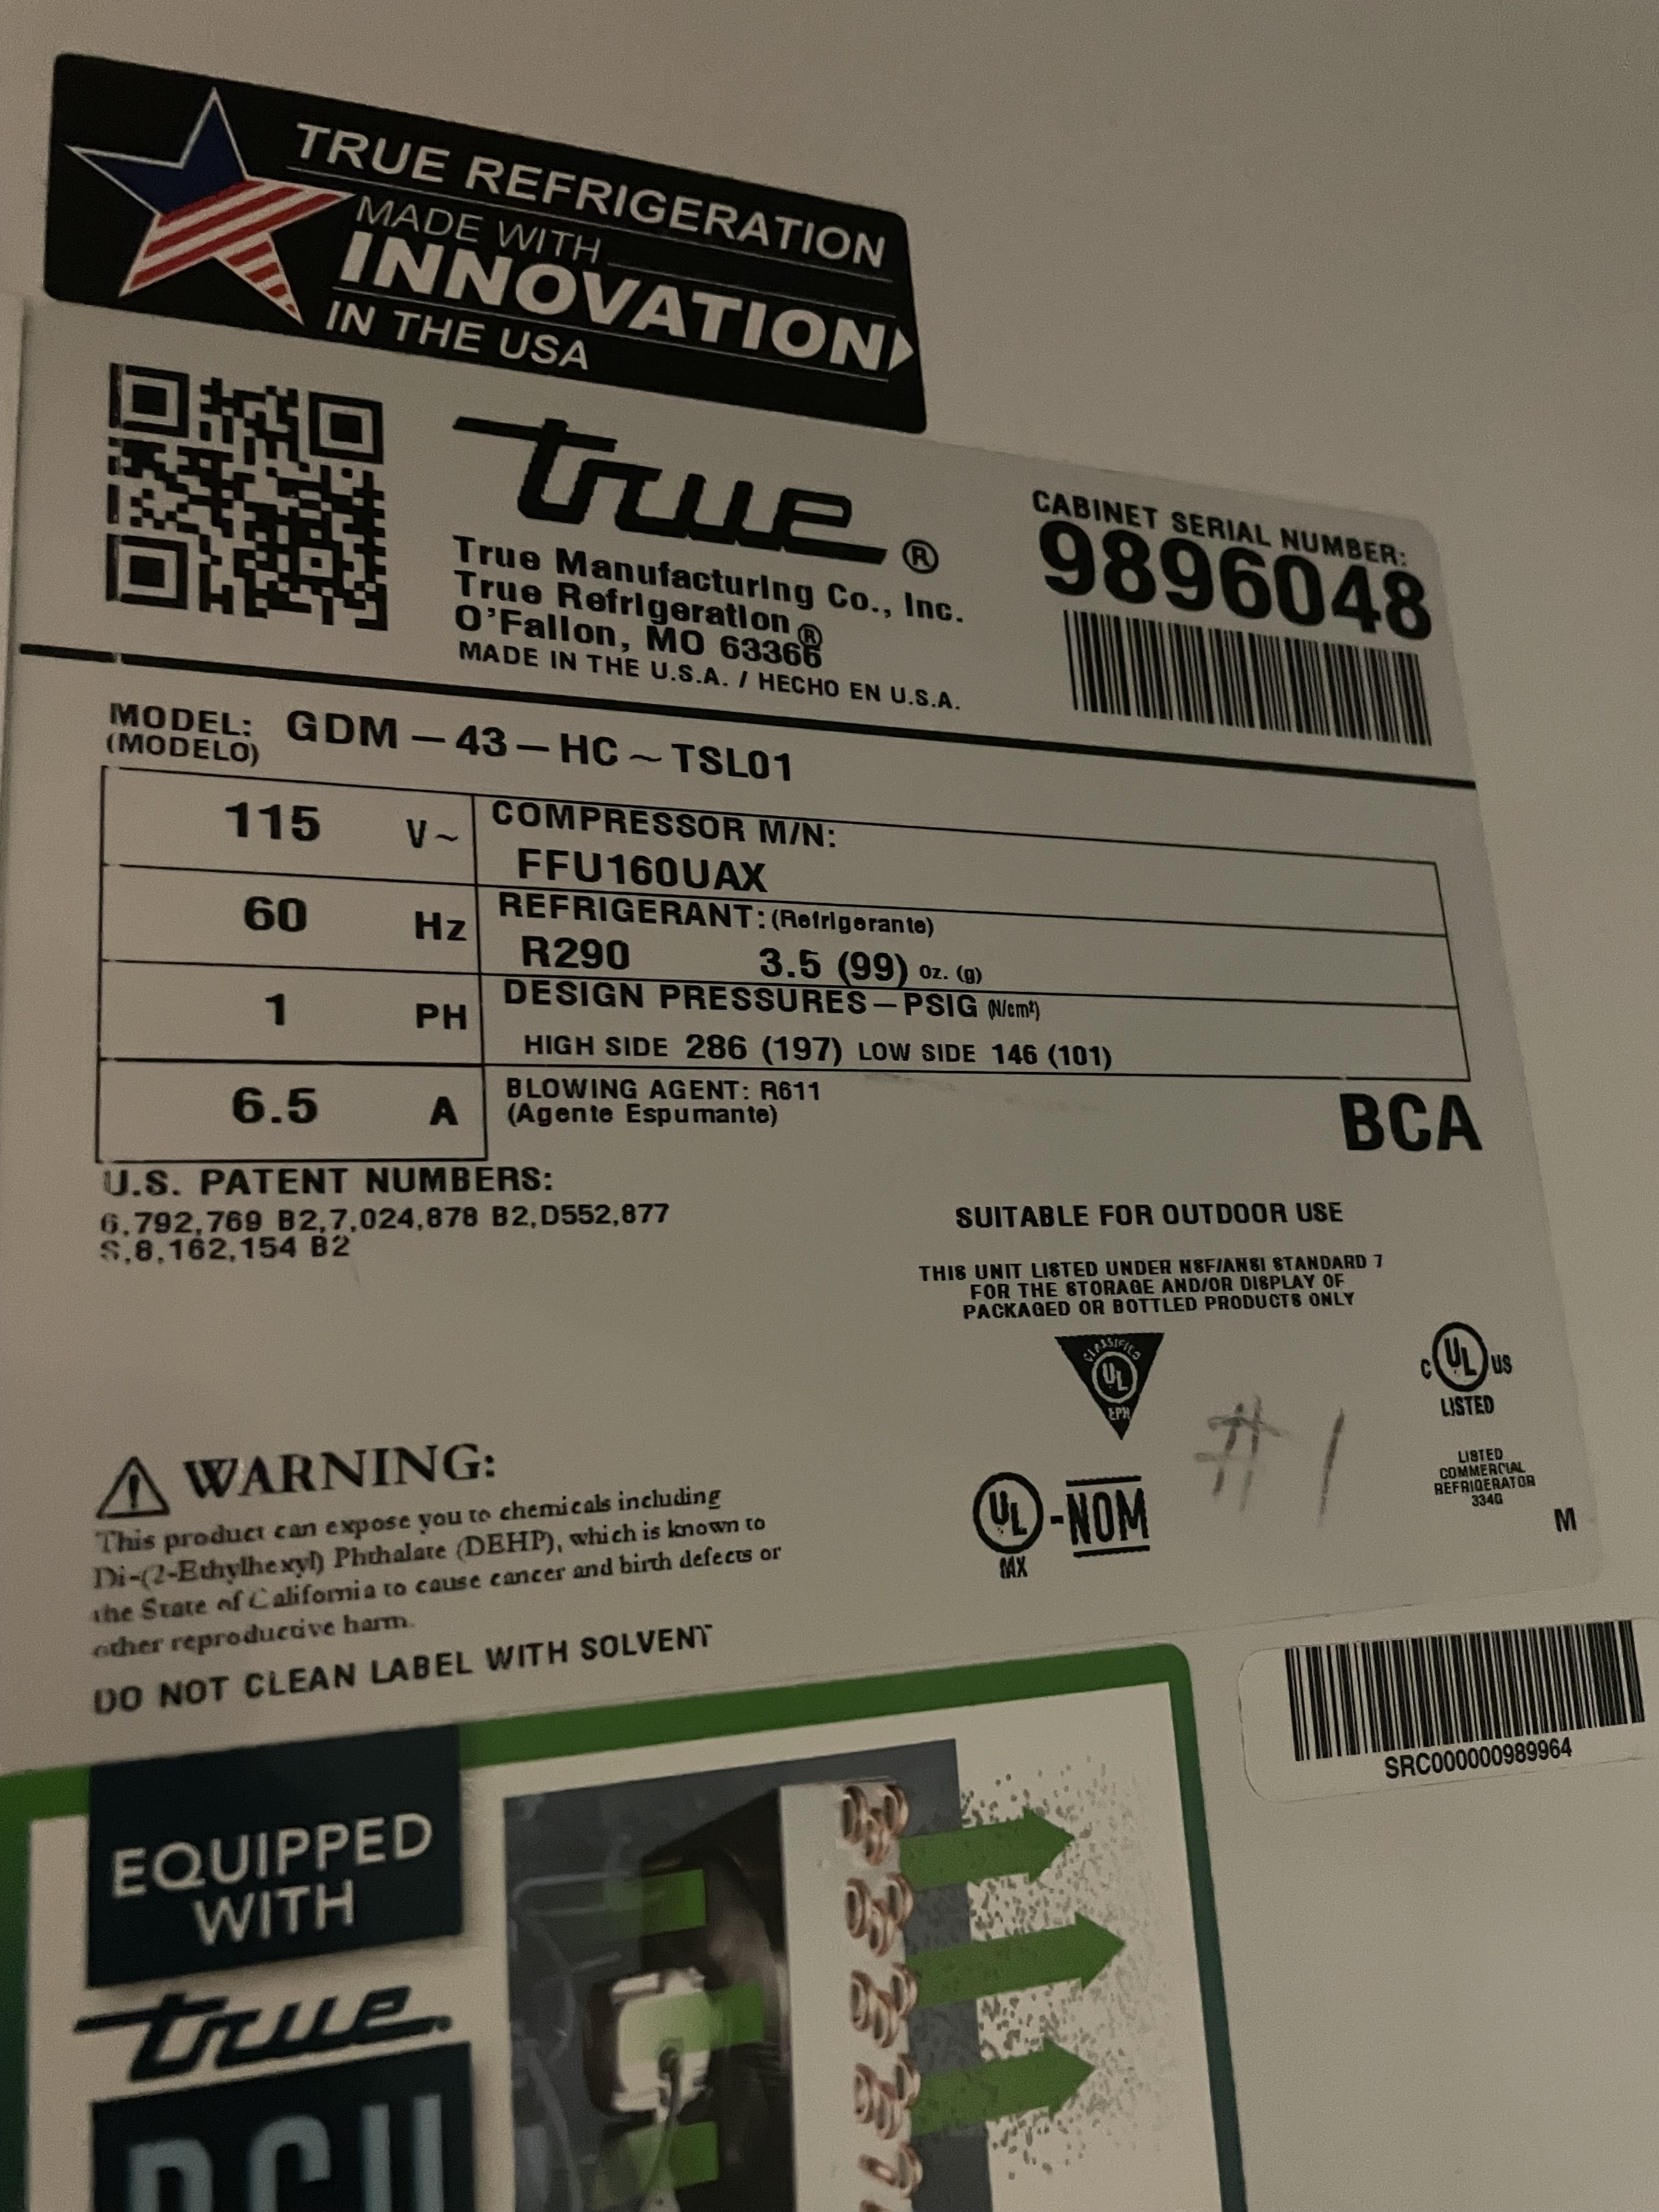 TRUE REFRIGERATION
MADE WITH
INNOVATION
IN THE USA
true®
True Manufacturing Co., Inc.
True Refrigeration®
O'Fallon, MO 63366
MADE IN THE U.S.A. / HECHO EN U.S.A.
CABINET SERIAL NUMBER:
9896048
MODEL: GDM-43-HC~TSL01
(MODELO)
115 V~
60 Hz
1 PH
6.5 A
COMPRESSOR M/N:
FFU160UAX
REFRIGERANT: (Refrigerante)
R290 3.5 (99) oz. (g)
DESIGN PRESSURES-PSIG (N/cm²)
HIGH SIDE 286 (197) LOW SIDE 146 (101)
BLOWING AGENT: R611
(Agente Espumante)
BCA
U.S. PATENT NUMBERS:
6,792,769 B2,7,024,878 B2,D552,877
S,8,162,154 B2
SUITABLE FOR OUTDOOR USE
THIS UNIT LISTED UNDER NSF/ANSI STANDARD 7
FOR THE STORAGE AND/OR DISPLAY OF
PACKAGED OR BOTTLED PRODUCTS ONLY
CLASSIFIED
UL
EPH
C UL US
LISTED
LISTED
COMMERCIAL
REFRIGERATOR
334G
M
UL-NOM
MX
#1
WARNING:
This product can expose you to chemicals including
Di-(2-Ethylhexyl) Phthalate (DEHP), which is known to
the State of California to cause cancer and birth defects or
other reproductive harm.
DO NOT CLEAN LABEL WITH SOLVENT
SRC000000989964
EQUIPPED
WITH
true